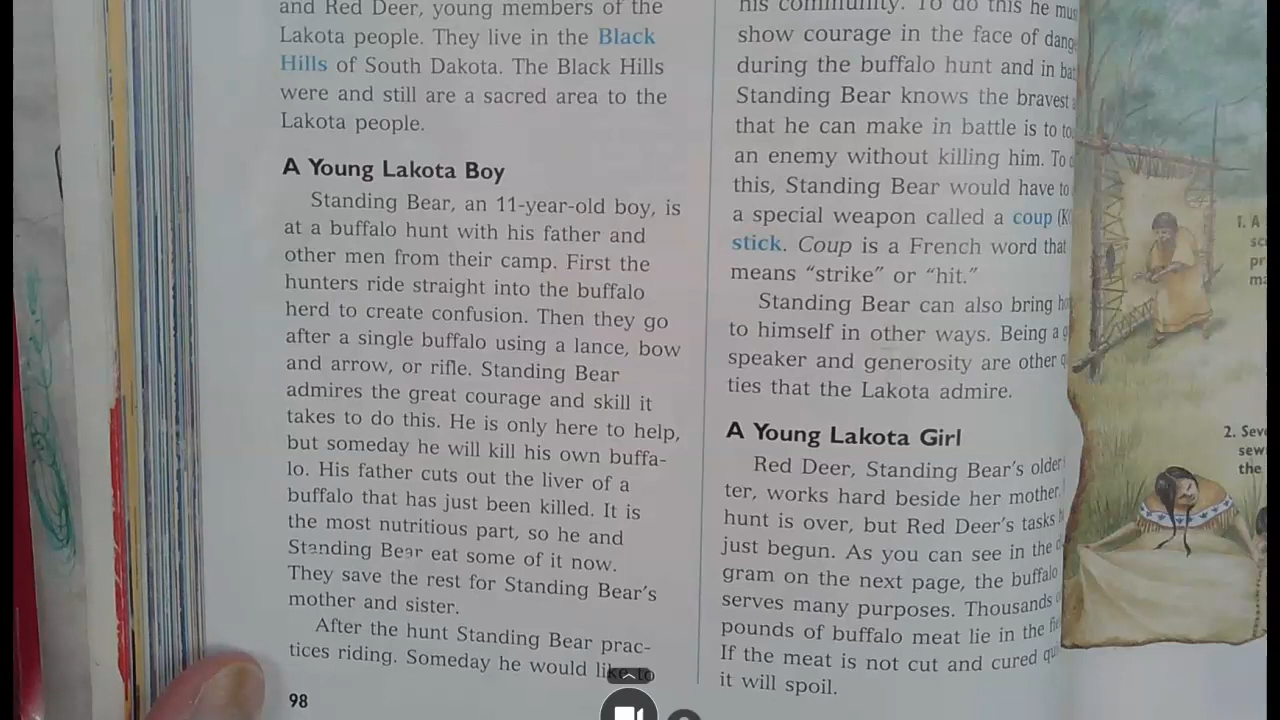 and Red Deer, young members of the
Lakota people. They live in the Black
Hills of South Dakota. The Black Hills
were and still are a sacred area to the
Lakota people.
A Young Lakota Boy
Standing Bear, an 11-year-old boy, is
at a buffalo hunt with his father and
other men from their camp. First the
hunters ride straight into the buffalo
herd to create confusion. Then they go
after a single buffalo using a lance, bow
and arrow, or rifle. Standing Bear
admires the great courage and skill it
takes to do this. He is only here to help,
but someday he will kill his own buffa-
lo. His father cuts out the liver of a
buffalo that has just been killed. It is
the most nutritious part, so he and
Standing Bear eat some of it now.
They save the rest for Standing Bear's
mother and sister.
After the hunt Standing Bear prac-
tices riding. Someday he would like to
98
his community. To do this he
show courage in the face of
during the buffalo hunt and in
Standing Bear knows the bravest
that he can make in battle is to
an enemy without killing him. To
this, Standing Bear would have to
a special weapon called a coup
stick. Coup is a French word that
means "strike" or "hit."
Standing Bear can also bring
to himself in other ways. Being a
speaker and generosity are other
ties that the Lakota admire.
A Young Lakota Girl
Red Deer, Standing Bear's older
ter, works hard beside her mother.
hunt is over, but Red Deer's tasks
just begun. As you can see in the
gram on the next page, the buffalo
serves many purposes. Thousands
pounds of buffalo meat lie in the
If the meat is not cut and cured
it will spoil.
1. A
2.
the